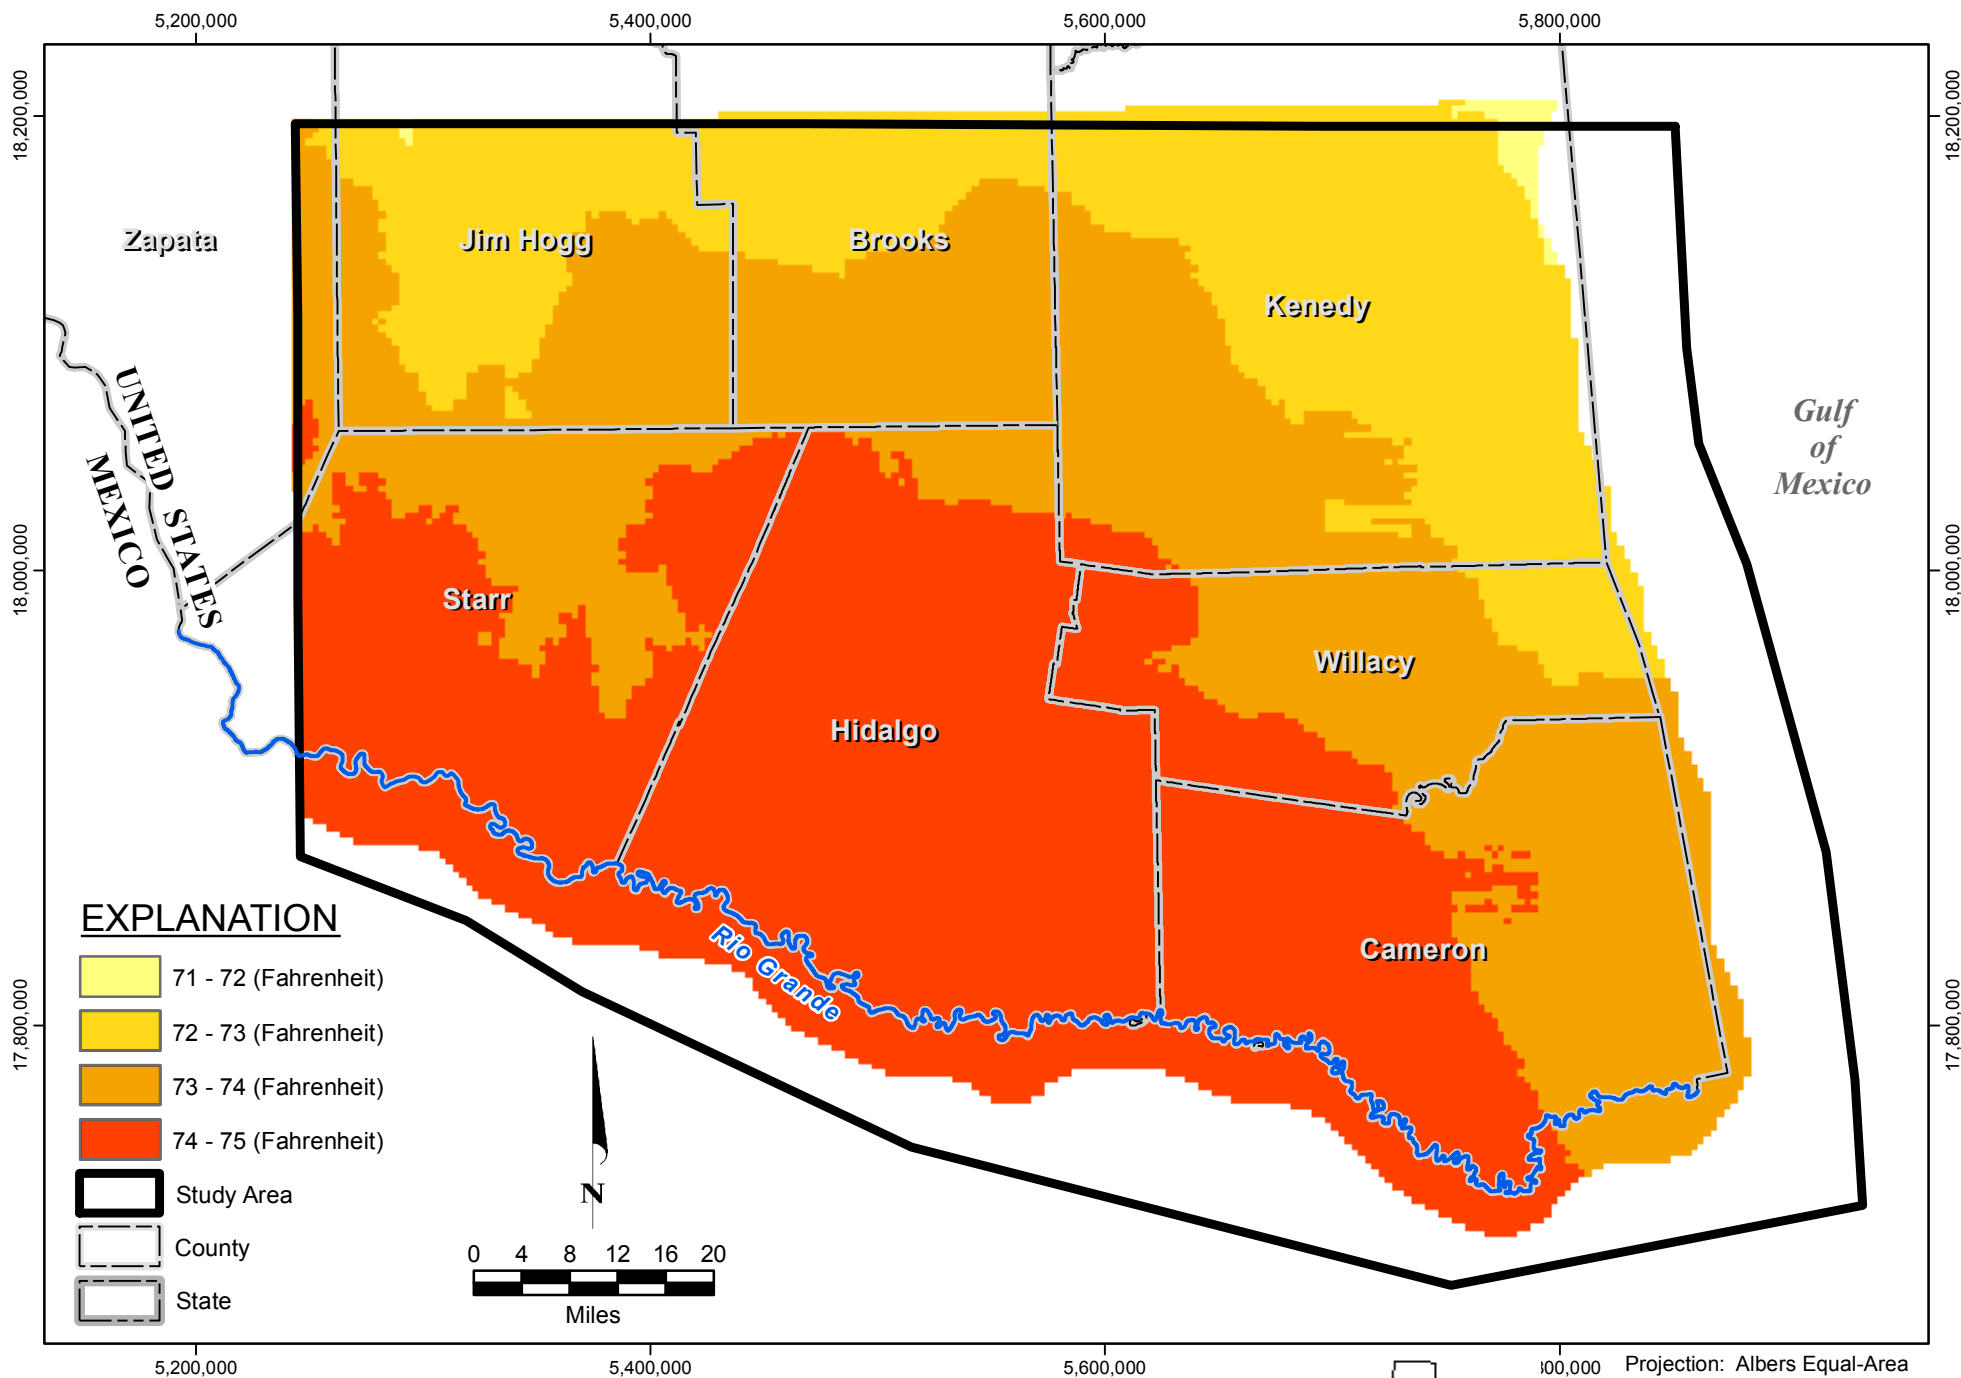 5,200,000
5,400,000
5,600,000
5,800,000
18,200,000
18,200,000
Zapata
Jim Hogg
Brooks
Kenedy
UNITED STATES
MEXICO
Gulf
of
Mexico
18,000,000
18,000,000
Starr
Willacy
Hidalgo
Cameron
Rio Grande
17,800,000
17,800,000
EXPLANATION
71 - 72 (Fahrenheit)
72 - 73 (Fahrenheit)
73 - 74 (Fahrenheit)
74 - 75 (Fahrenheit)
Study Area
County
State
N
0 4 8 12 16 20
Miles
5,200,000
5,400,000
5,600,000
00,000
Projection: Albers Equal-Area